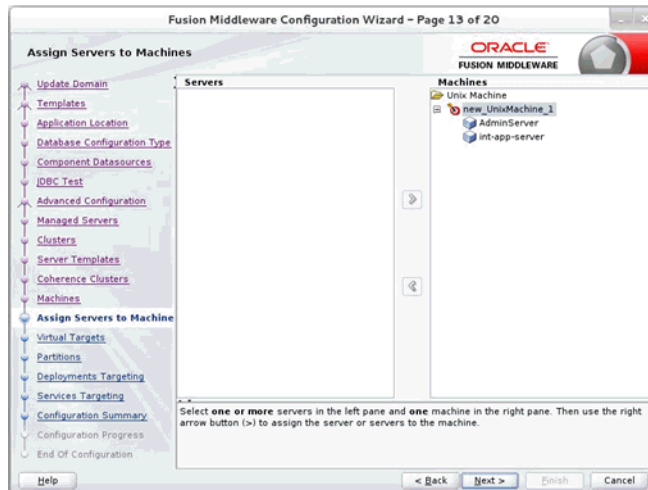 Fusion Middleware Configuration Wizard - Page 13 of 20
Assign Servers to Machines
ORACLE
FUSION MIDDLEWARE
Update Domain
Templates
Application Location
Database Configuration Type
Component Datasources
JDBC Test
Advanced Configuration
Managed Servers
Clusters
Server Templates
Coherence Clusters
Machines
Assign Servers to Machine
Virtual Targets
Partitions
Deployments Targeting
Services Targeting
Configuration Summary
Configuration Progress
End Of Configuration
Servers
Machines
Unix Machine
new_UnixMachine_1
AdminServer
int-app-server
Select one or more servers in the left pane and one machine in the right pane. Then use the right
arrow button (>) to assign the server or servers to the machine.
Help
< Back
Next >
Finish
Cancel